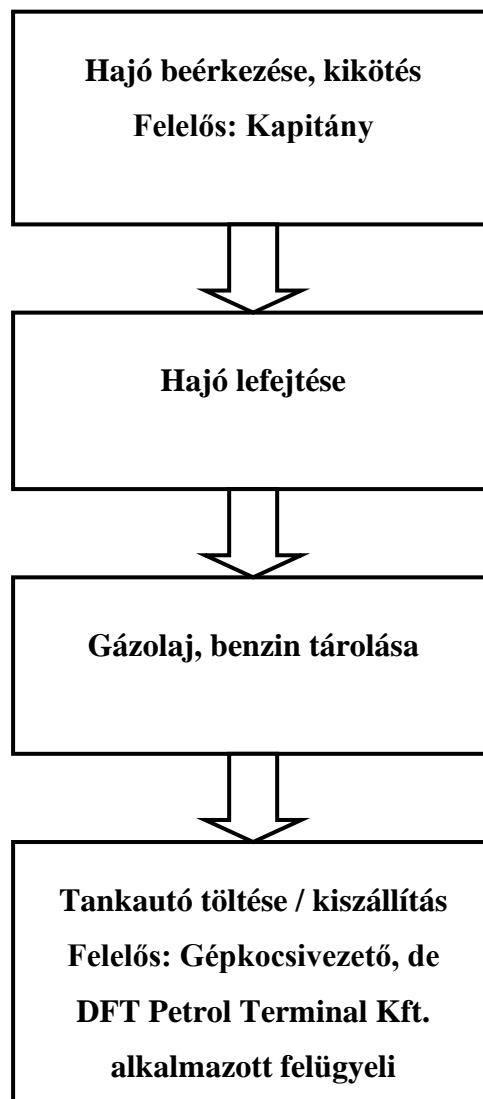 Hajó beérkezése, kikötés
Felelős: Kapitány
Hajó lefejtése
Gázolaj, benzin tárolása
Tankautó töltése / kiszállítás
Felelős: Gépkocsivezető, de
DFT Petrol Terminal Kft.
alkalmazott felügyeli